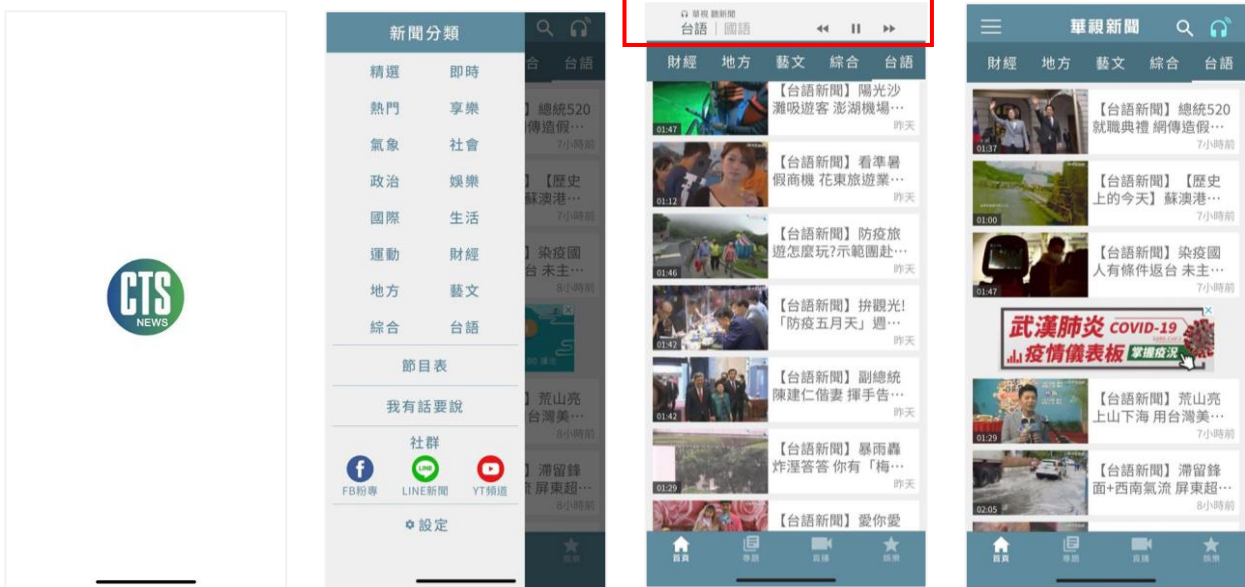 CTS
NEWS
新聞分類
精選 即時
熱門 享樂
氣象 社會
政治 娛樂
國際 生活
運動 財經
地方 藝文
綜合 台語
節目表
我有話要說
社群
FB粉專 LINE新聞 YT頻道
設定
合 台語
】總統520
傳造假…
7小時前
】【歷史
蘇澳港…
7小時前
】染疫國
台 未主…
8小時前
】荒山亮
台灣美…
8小時前
】滯留鋒
流 屏東超…
8小時前
華視 聽新聞
台語 | 國語
財經 地方 藝文 綜合 台語
【台語新聞】陽光沙
灘吸遊客 澎湖機場…
01:47 昨天
【台語新聞】看準暑
假商機 花東旅遊業…
01:12 昨天
【台語新聞】防疫旅
遊怎麼玩?示範團赴…
01:46 昨天
【台語新聞】拚觀光!
「防疫五月天」週…
01:42 昨天
【台語新聞】副總統
陳建仁偕妻 揮手告…
01:42 昨天
【台語新聞】暴雨轟
炸溼答答 你有「梅…
01:29 昨天
【台語新聞】愛你愛
首頁 專題 直播 娛樂
華視新聞
財經 地方 藝文 綜合 台語
【台語新聞】總統520
就職典禮 網傳造假…
01:37 7小時前
【台語新聞】【歷史
上的今天】蘇澳港…
01:00 7小時前
【台語新聞】染疫國
人有條件返台 未主…
01:47 7小時前
武漢肺炎 COVID-19
疫情儀表板 掌握疫況
【台語新聞】荒山亮
上山下海 用台灣美…
01:29 7小時前
【台語新聞】滯留鋒
面+西南氣流 屏東超…
02:05 8小時前
首頁 專題 直播 娛樂